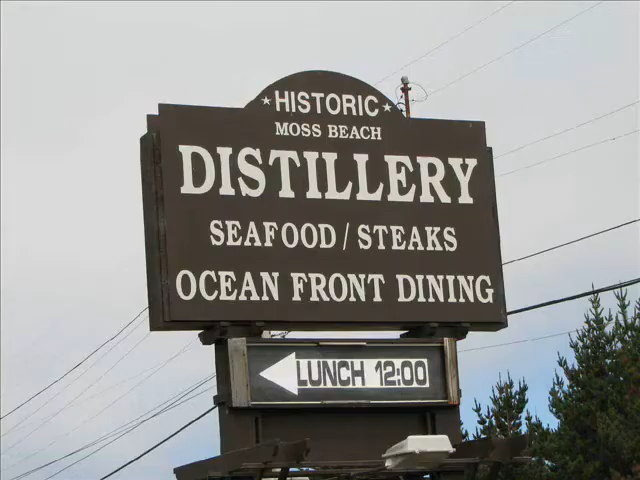 HISTORIC
MOSS BEACH
DISTILLERY
SEAFOOD / STEAKS
OCEAN FRONT DINING
LUNCH 12:00